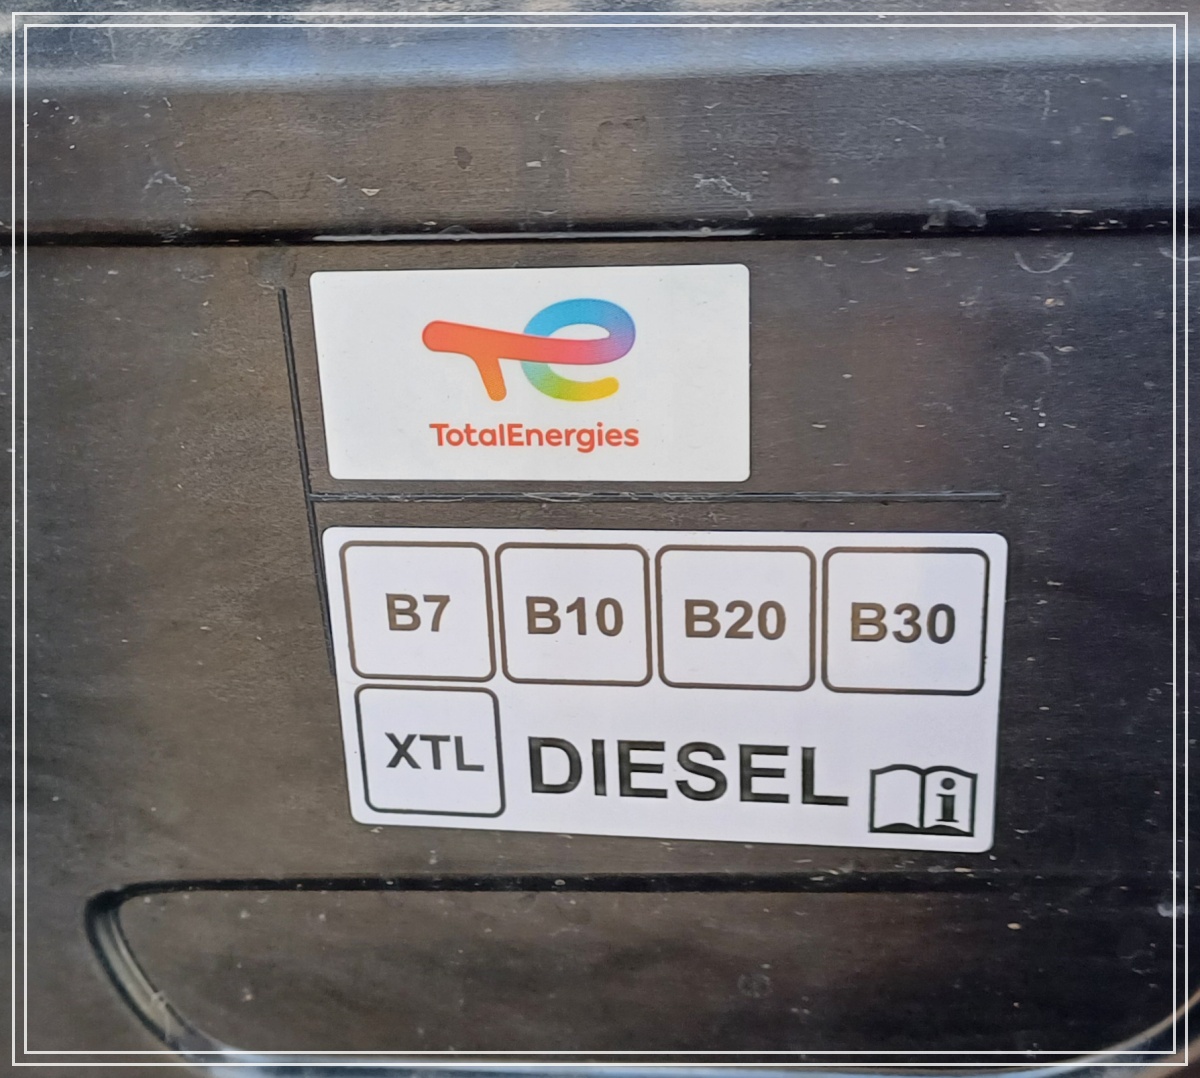 TotalEnergies
B7 B10 B20 B30
XTL DIESEL i